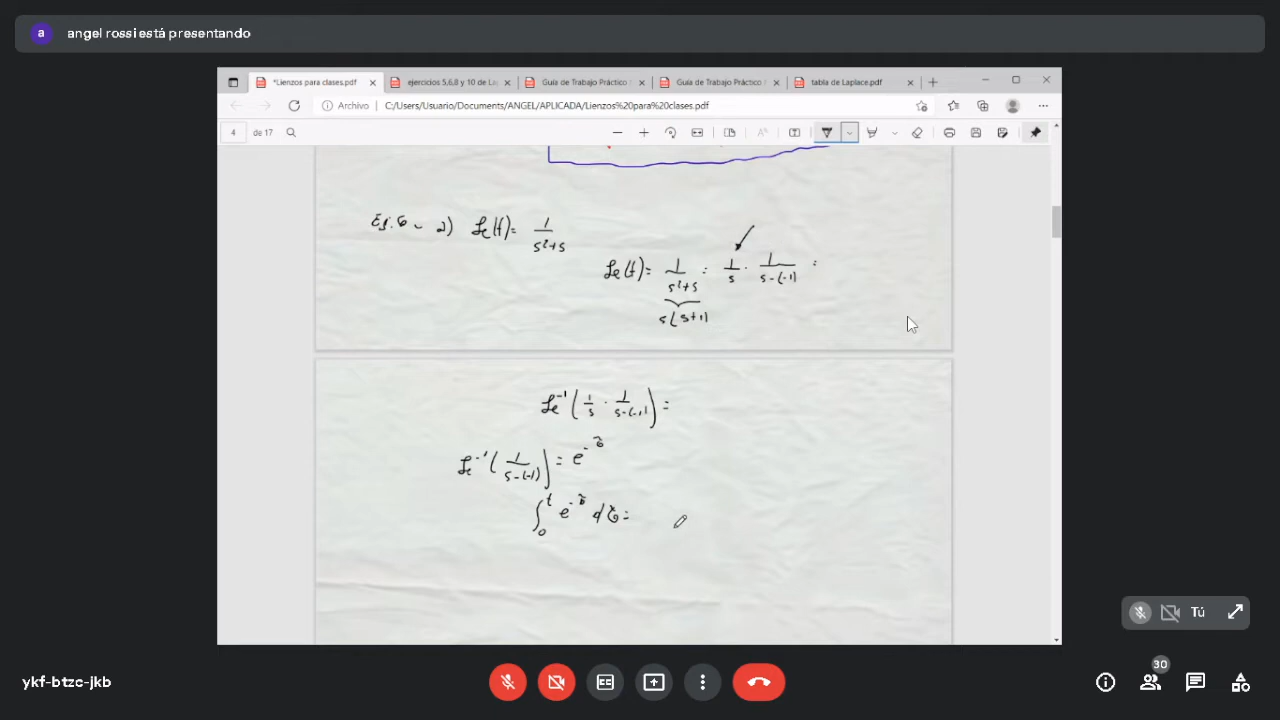 a angel rossi está presentando
*Lienzos para clases.pdf
ejercicios 5,6,8 y 10 de La
Guía de Trabajo Práctico
Guía de Trabajo Práctico
tabla de Laplace.pdf
Archivo C:/Users/Usuario/Documents/ANGEL/APLICADA/Lienzos%20para%20clases.pdf
4 de 17
Ej. 6 - 2) ℒ(f) = 1/(s²+s)
ℒ(f) = 1/(s²+s) = 1/s · 1/(s-(-1)) =
s(s+1)
ℒ⁻¹(1/s · 1/(s-(-1))) =
ℒ⁻¹(1/(s-(-1))) = e^-τ
∫₀ᵗ e^-τ dτ =
Tú
ykf-btzc-jkb
30